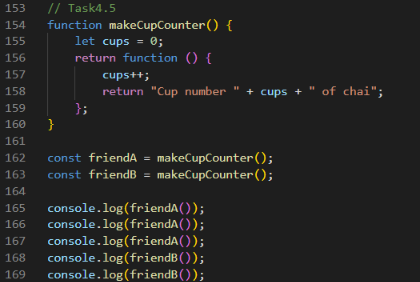 153 // Task4.5
154 function makeCupCounter() {
155     let cups = 0;
156     return function () {
157         cups++;
158         return "Cup number " + cups + " of chai";
159     };
160 }
161
162 const friendA = makeCupCounter();
163 const friendB = makeCupCounter();
164
165 console.log(friendA());
166 console.log(friendA());
167 console.log(friendA());
168 console.log(friendB());
169 console.log(friendB());